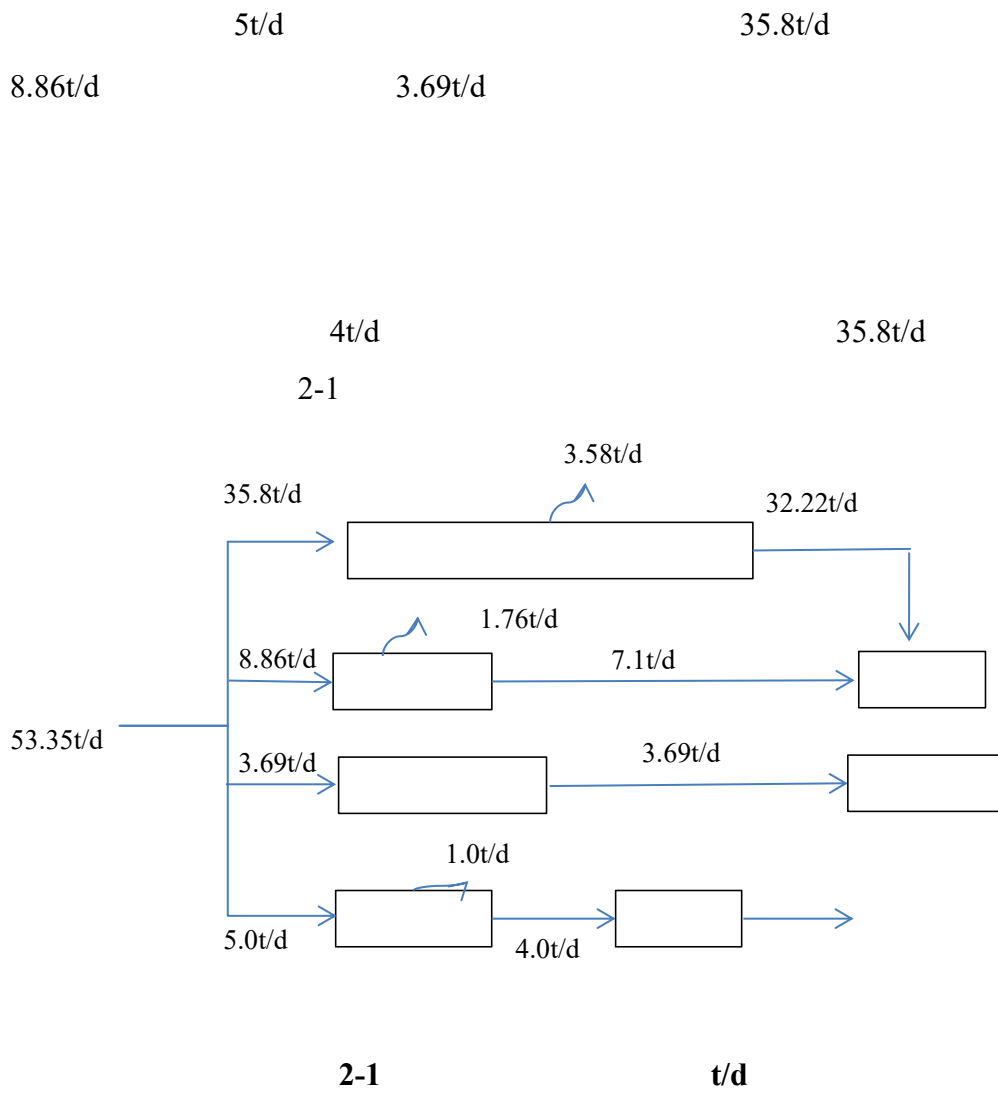 5t/d 35.8t/d
8.86t/d 3.69t/d
4t/d 35.8t/d
2-1
3.58t/d
35.8t/d 32.22t/d
1.76t/d
8.86t/d 7.1t/d
53.35t/d
3.69t/d 3.69t/d
1.0t/d
5.0t/d 4.0t/d
2-1 t/d